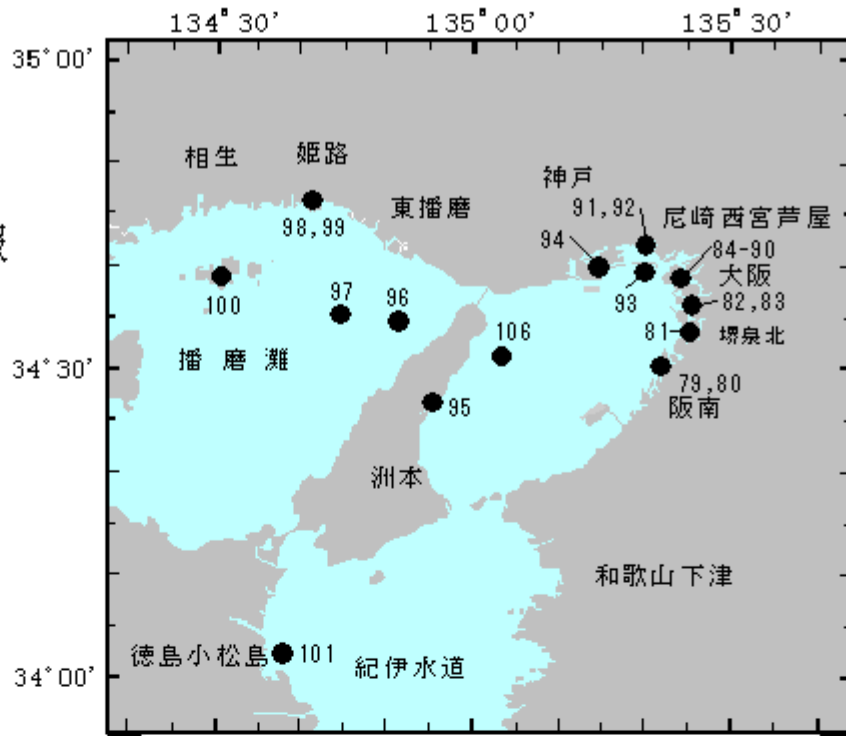 134°30' 135°00' 135°30'
35°00'
相生
姫路
東播磨
神戸
91,92
尼崎西宮芦屋
94
84-90
大阪
98,99
93
82,83
100
97
96
81
堺泉北
106
播磨灘
34°30'
79,80
阪南
95
洲本
和歌山下津
徳島小松島
101
紀伊水道
34°00'